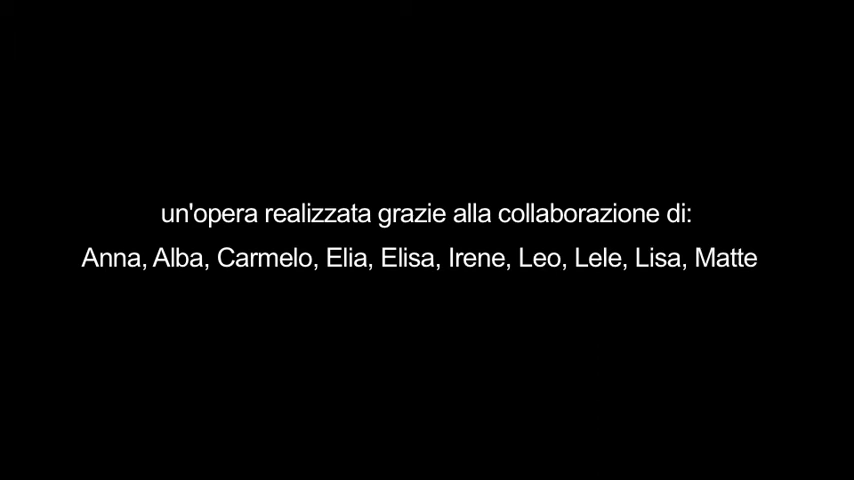 un'opera realizzata grazie alla collaborazione di:
Anna, Alba, Carmelo, Elia, Elisa, Irene, Leo, Lele, Lisa, Matte